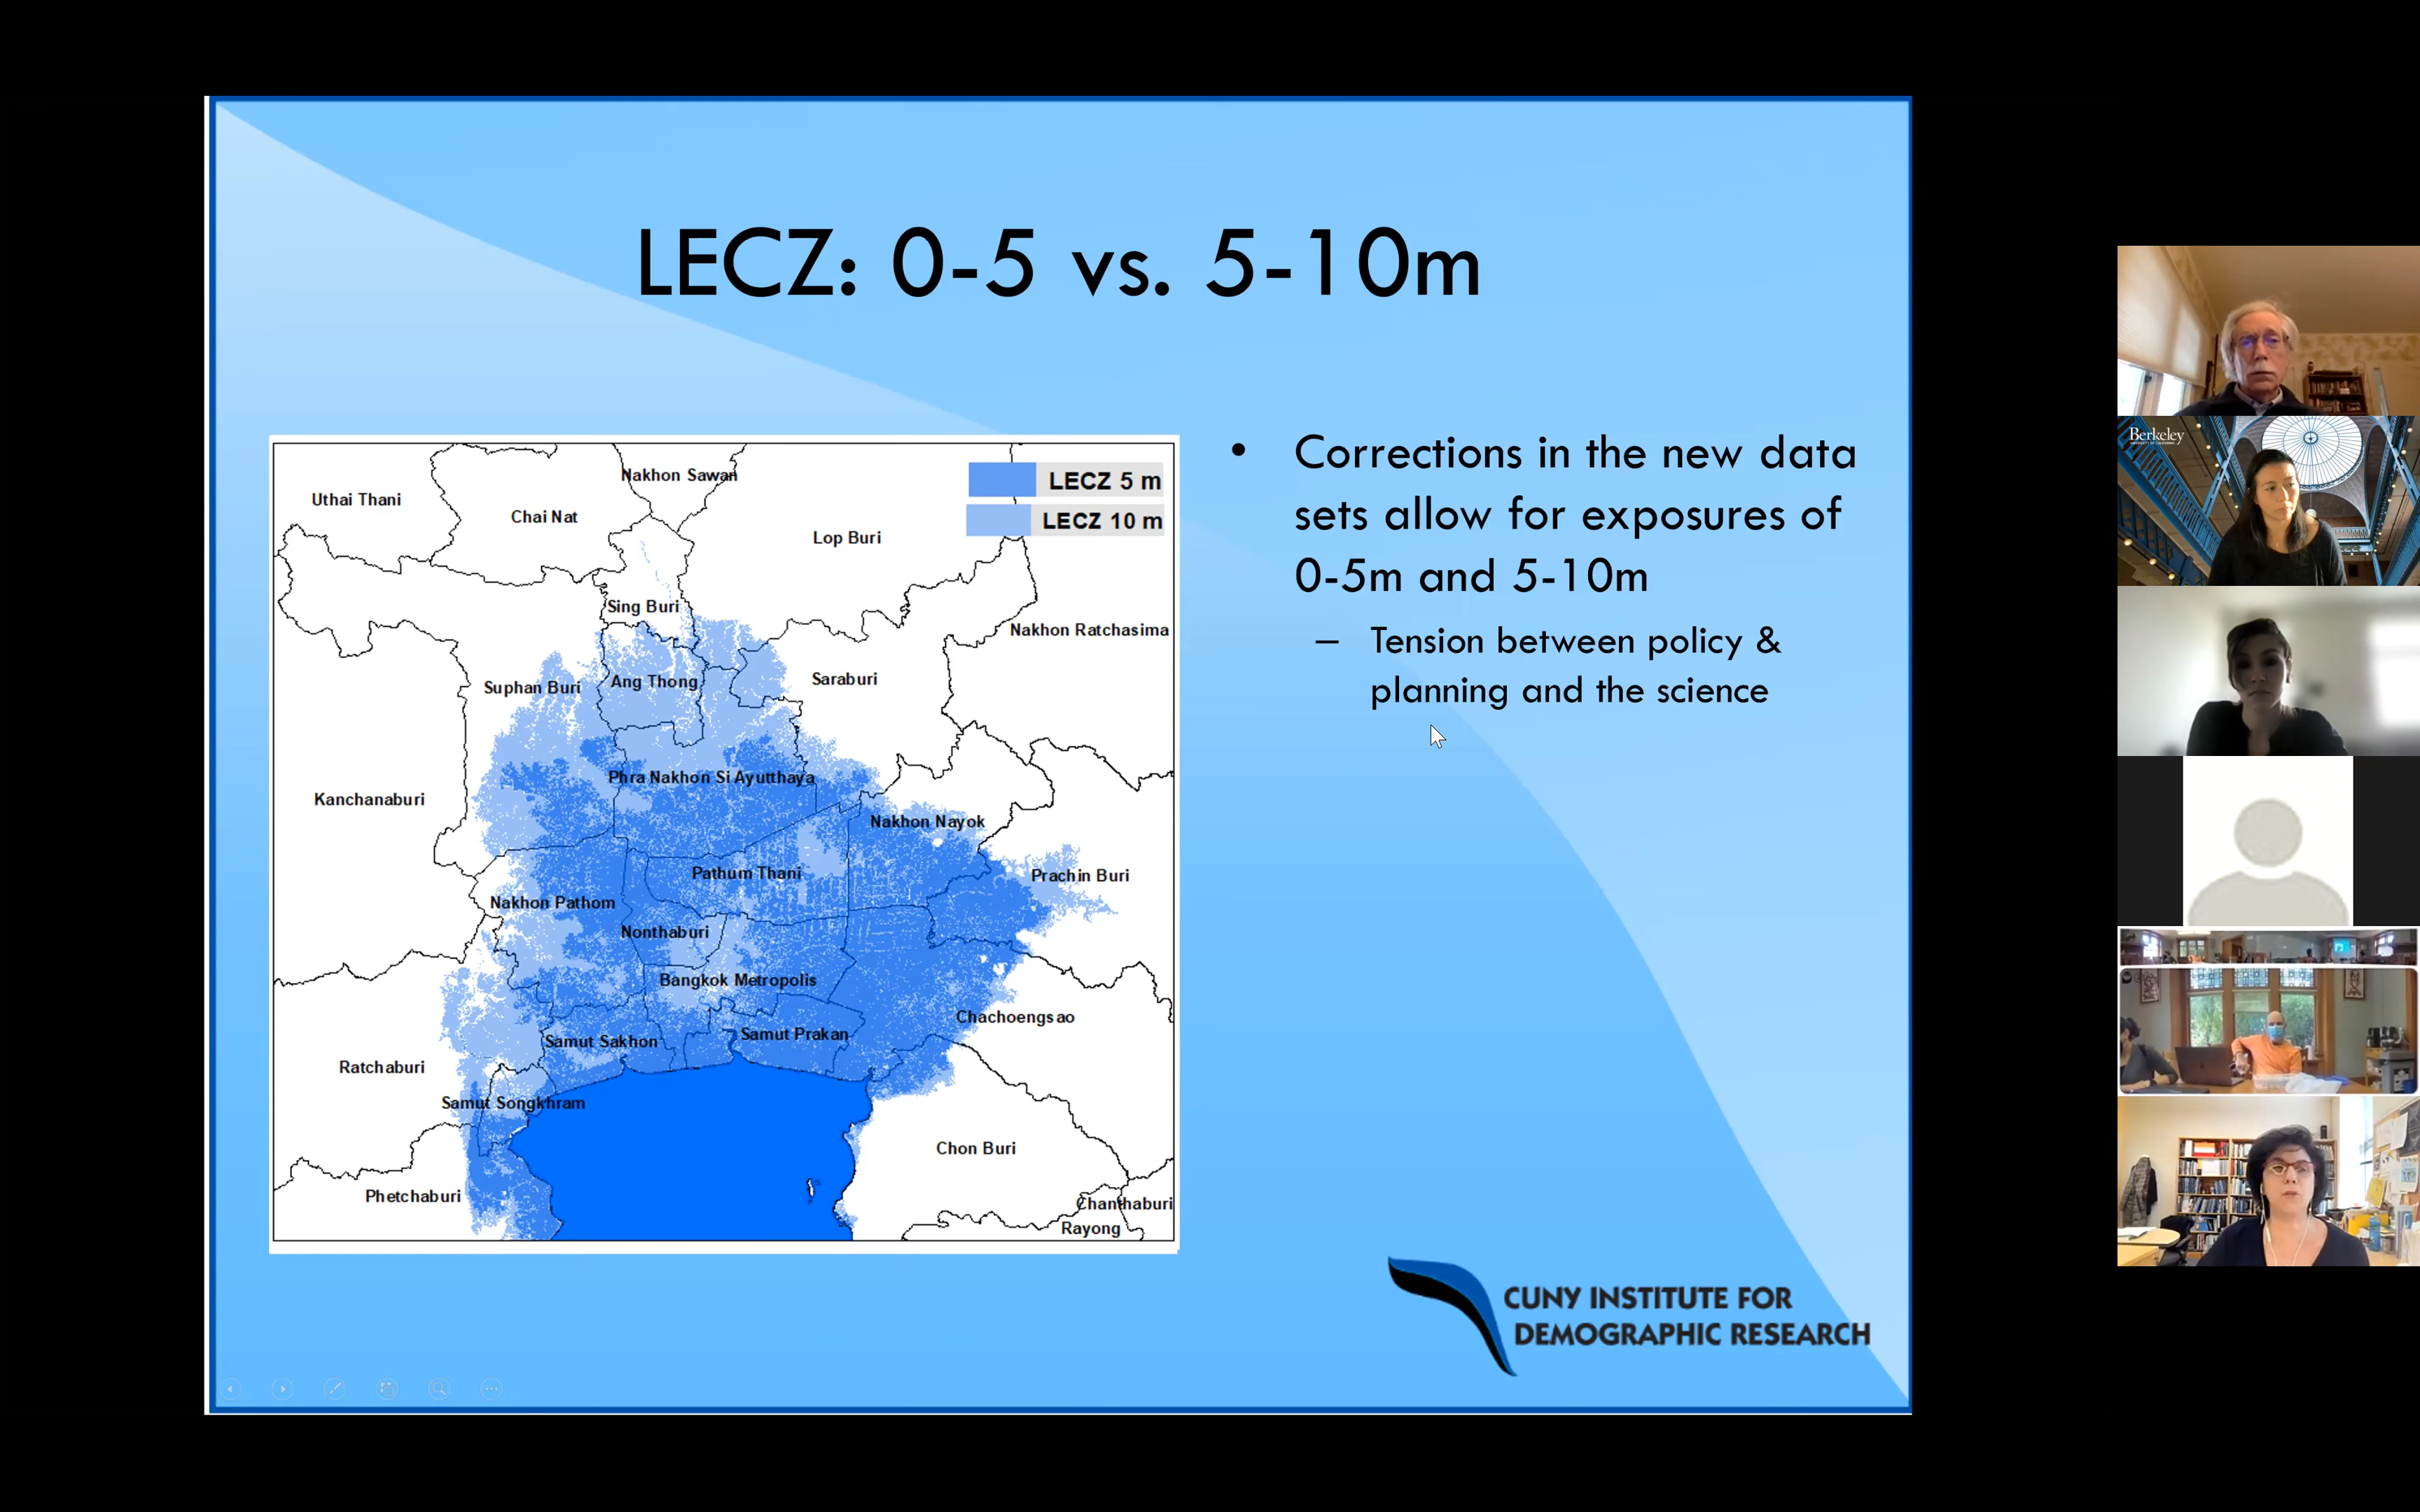 LECZ: 0-5 vs. 5-10m
Nakhon Sawan
LECZ 5 m
Uthai Thani
Chai Nat
LECZ 10 m
Lop Buri
Sing Buri
Nakhon Ratchasima
Suphan Buri
Ang Thong
Saraburi
Phra Nakhon Si Ayutthaya
Kanchanaburi
Nakhon Nayok
Pathum Thani
Prachin Buri
Nakhon Pathom
Nonthaburi
Bangkok Metropolis
Chachoengsao
Samut Sakhon
Samut Prakan
Ratchaburi
Samut Songkhram
Chon Buri
Phetchaburi
Chanthaburi
Rayong
• Corrections in the new data
sets allow for exposures of
0-5m and 5-10m
– Tension between policy &
planning and the science
CUNY INSTITUTE FOR
DEMOGRAPHIC RESEARCH
Berkeley